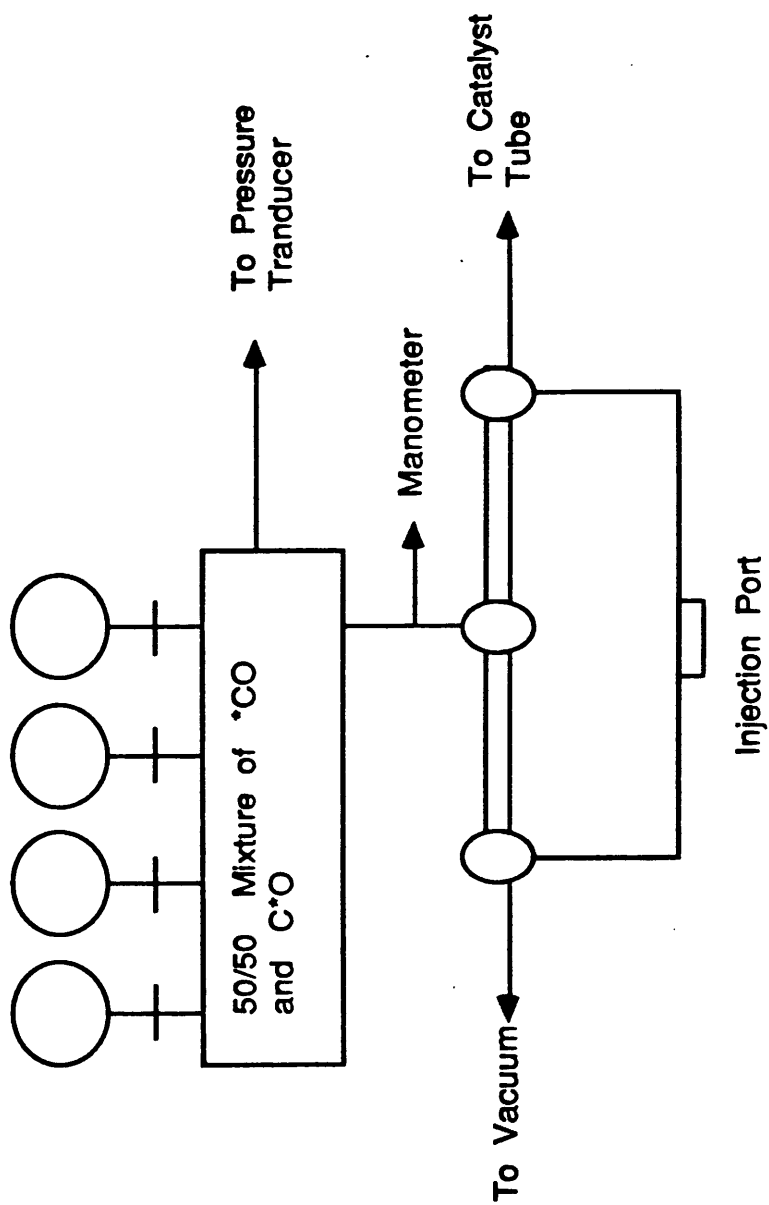 50/50 Mixture of *CO
and C*O
To Pressure
Tranducer
Manometer
To Vacuum
To Catalyst
Tube
Injection Port